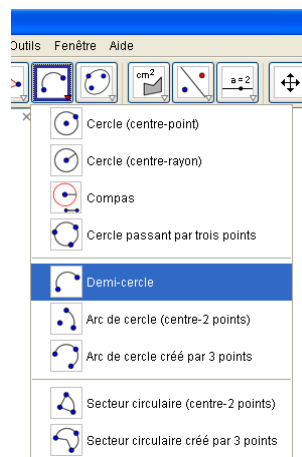 Outils Fenêtre Aide
cm²
a=2
Cercle (centre-point)
Cercle (centre-rayon)
Compas
Cercle passant par trois points
Demi-cercle
Arc de cercle (centre-2 points)
Arc de cercle créé par 3 points
Secteur circulaire (centre-2 points)
Secteur circulaire créé par 3 points